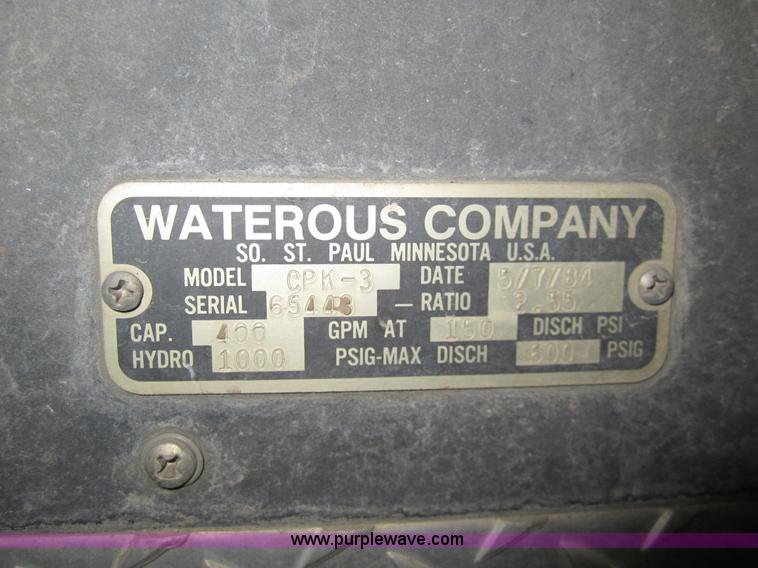 WATEROUS COMPANY
SO. ST. PAUL MINNESOTA U.S.A.
MODEL CPK-3 DATE 5/7/84
SERIAL 65448 — RATIO 2.55
CAP. 400 GPM AT 150 DISCH PSI
HYDRO 1000 PSIG-MAX DISCH 600 PSIG
www.purplewave.com